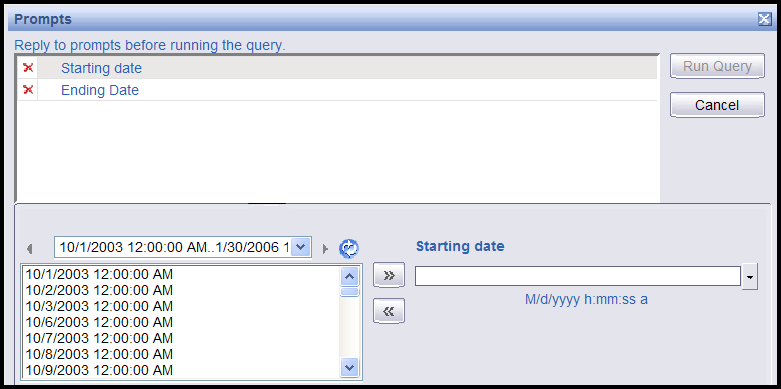 Prompts
Reply to prompts before running the query.
Starting date
Ending Date
Run Query
Cancel
10/1/2003 12:00:00 AM..1/30/2006 1
Starting date
10/1/2003 12:00:00 AM
10/2/2003 12:00:00 AM
10/3/2003 12:00:00 AM
10/6/2003 12:00:00 AM
10/7/2003 12:00:00 AM
10/8/2003 12:00:00 AM
10/9/2003 12:00:00 AM
M/d/yyyy h:mm:ss a